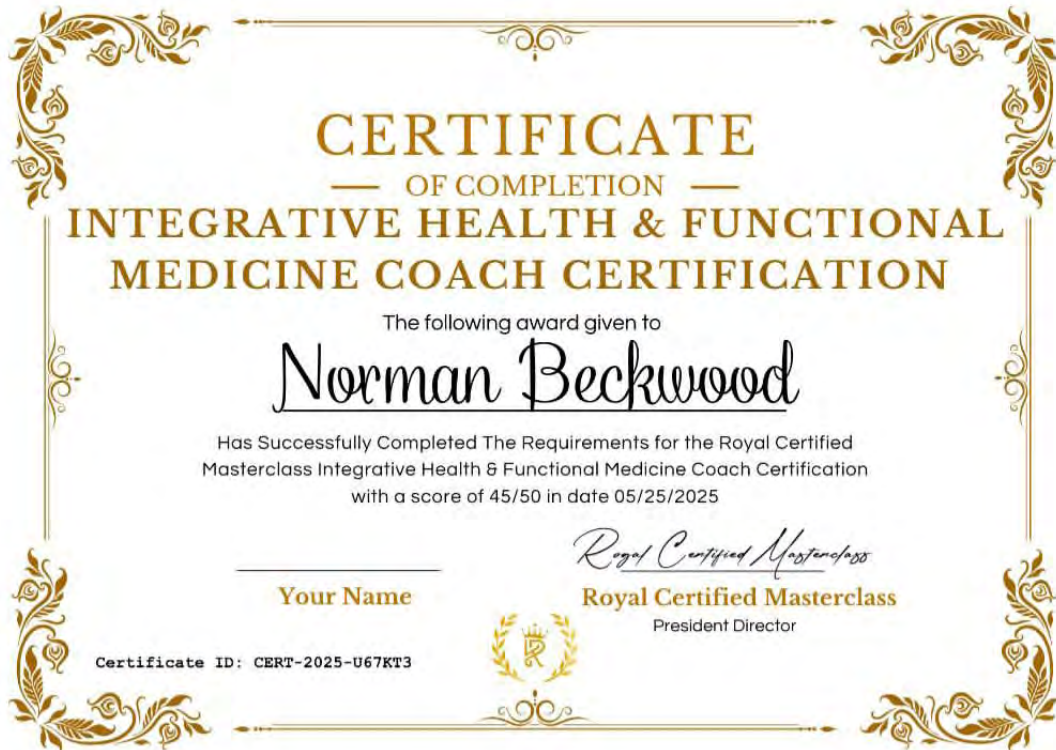 CERTIFICATE
OF COMPLETION
INTEGRATIVE HEALTH & FUNCTIONAL
MEDICINE COACH CERTIFICATION
The following award given to
Norman Beckwood
Has Successfully Completed The Requirements for the Royal Certified
Masterclass Integrative Health & Functional Medicine Coach Certification
with a score of 45/50 in date 05/25/2025
Royal Certified Masterclass
Your Name
Royal Certified Masterclass
President Director
Certificate ID: CERT-2025-U67KT3